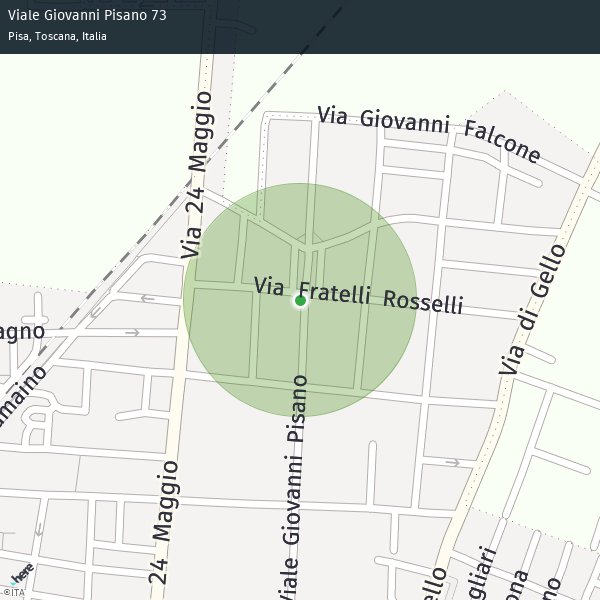 Viale Giovanni Pisano 73
Pisa, Toscana, Italia
Via Giovanni Falcone
Via 24 Maggio
Via Fratelli Rosselli
Via di Gello
agno
amaino
Viale Giovanni Pisano
24 Maggio
ello
gliari
ona
no
here
©ITA